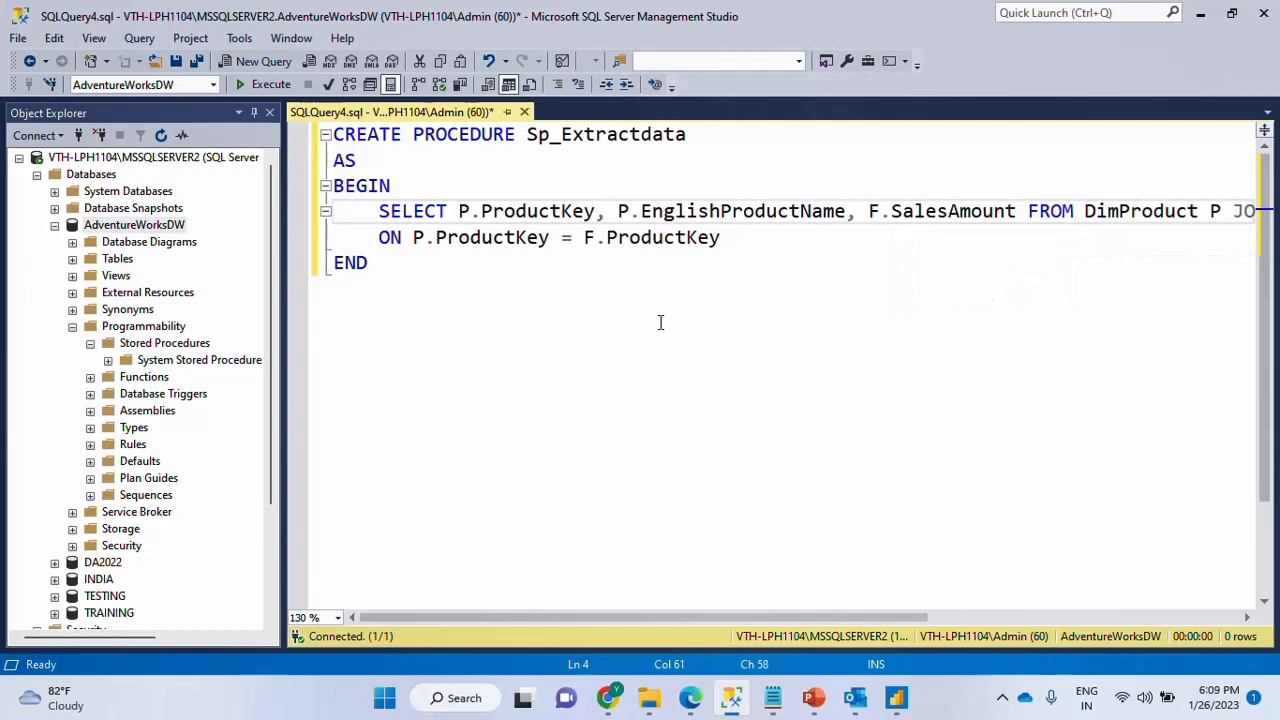 SQLQuery4.sql - VTH-LPH1104\MSSQLSERVER2.AdventureWorksDW (VTH-LPH1104\Admin (60))* - Microsoft SQL Server Management Studio
Quick Launch (Ctrl+Q)
File Edit View Query Project Tools Window Help
New Query
AdventureWorksDW Execute
Object Explorer
SQLQuery4.sql - V...PH1104\Admin (60))*
Connect
VTH-LPH1104\MSSQLSERVER2 (SQL Server
Databases
System Databases
Database Snapshots
AdventureWorksDW
Database Diagrams
Tables
Views
External Resources
Synonyms
Programmability
Stored Procedures
System Stored Procedure
Functions
Database Triggers
Assemblies
Types
Rules
Defaults
Plan Guides
Sequences
Service Broker
Storage
Security
DA2022
INDIA
TESTING
TRAINING
CREATE PROCEDURE Sp_Extractdata
AS
BEGIN
SELECT P.ProductKey, P.EnglishProductName, F.SalesAmount FROM DimProduct P JO
ON P.ProductKey = F.ProductKey
END
130 %
Connected. (1/1)
VTH-LPH1104\MSSQLSERVER2 (1... VTH-LPH1104\Admin (60) AdventureWorksDW 00:00:00 0 rows
Ready Ln 4 Col 61 Ch 58 INS
82°F
Cloudy
Search
ENG
IN
6:09 PM
1/26/2023
1